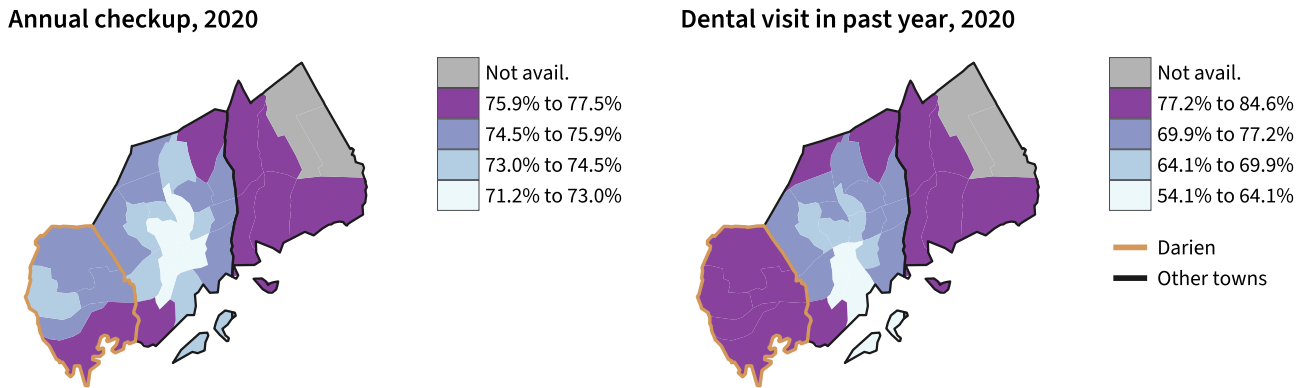 Annual checkup, 2020
Not avail.
75.9% to 77.5%
74.5% to 75.9%
73.0% to 74.5%
71.2% to 73.0%
Dental visit in past year, 2020
Not avail.
77.2% to 84.6%
69.9% to 77.2%
64.1% to 69.9%
54.1% to 64.1%
Darien
Other towns